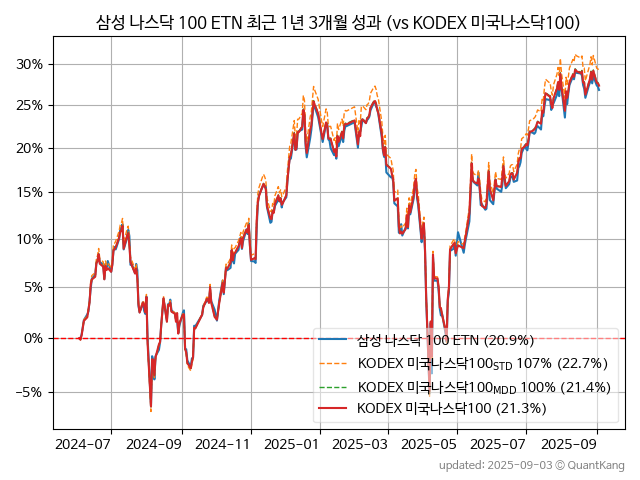 삼성 나스닥 100 ETN 최근 1년 3개월 성과 (vs KODEX 미국나스닥100)
30%
25%
20%
15%
10%
5%
0%
−5%
삼성 나스닥 100 ETN (20.9%)
KODEX 미국나스닥100STD 107% (22.7%)
KODEX 미국나스닥100MDD 100% (21.4%)
KODEX 미국나스닥100 (21.3%)
2024-07 2024-09 2024-11 2025-01 2025-03 2025-05 2025-07 2025-09
updated: 2025-09-03 © QuantKang